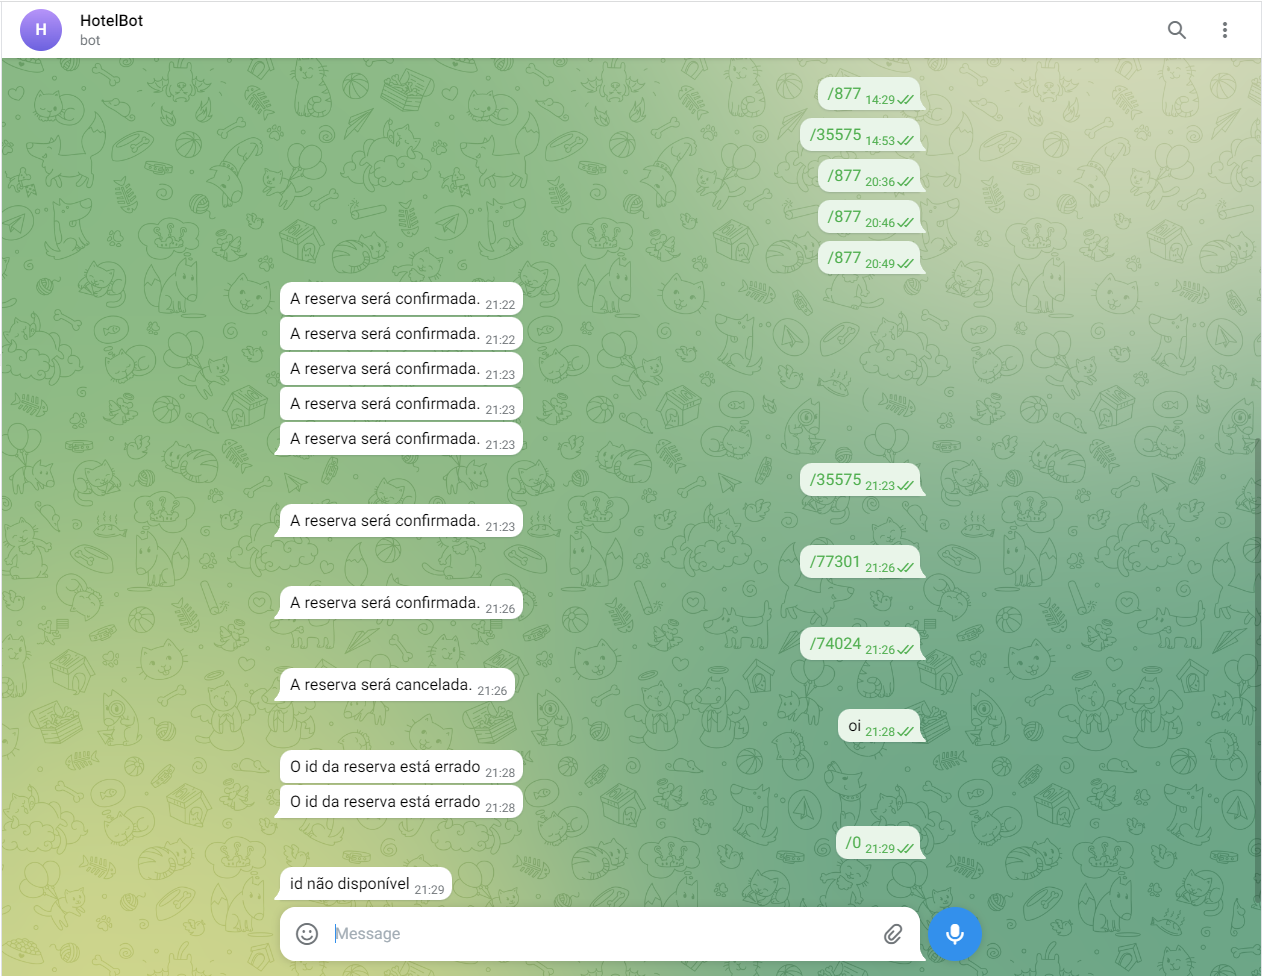 H
HotelBot
bot
/877 14:29
/35575 14:53
/877 20:36
/877 20:46
/877 20:49
A reserva será confirmada. 21:22
A reserva será confirmada. 21:22
A reserva será confirmada. 21:23
A reserva será confirmada. 21:23
A reserva será confirmada. 21:23
/35575 21:23
A reserva será confirmada. 21:23
/77301 21:26
A reserva será confirmada. 21:26
/74024 21:26
A reserva será cancelada. 21:26
oi 21:28
O id da reserva está errado 21:28
O id da reserva está errado 21:28
/0 21:29
id não disponível 21:29
Message